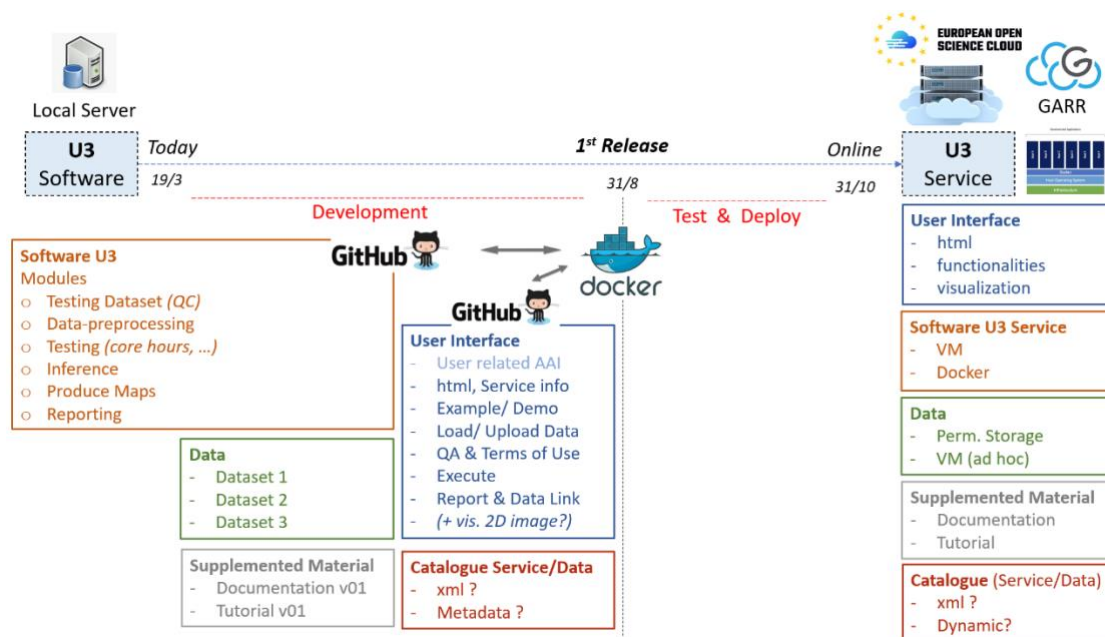 EUROPEAN OPEN
SCIENCE CLOUD
Local Server
G
GARR
U3
Software
Today
1st Release
Online
U3
Service
19/3
31/8
31/10
Development
Test & Deploy
Software U3
Modules
o Testing Dataset (QC)
o Data-preprocessing
o Testing (core hours, ...)
o Inference
o Produce Maps
o Reporting
GitHub
docker
GitHub
User Interface
- User related AAI
- html, Service info
- Example/ Demo
- Load/ Upload Data
- QA & Terms of Use
- Execute
- Report & Data Link
- (+ vis. 2D image?)
Data
- Dataset 1
- Dataset 2
- Dataset 3
Supplemented Material
- Documentation v01
- Tutorial v01
Catalogue Service/Data
- xml ?
- Metadata ?
User Interface
- html
- functionalities
- visualization
Software U3 Service
- VM
- Docker
Data
- Perm. Storage
- VM (ad hoc)
Supplemented Material
- Documentation
- Tutorial
Catalogue (Service/Data)
- xml ?
- Dynamic?